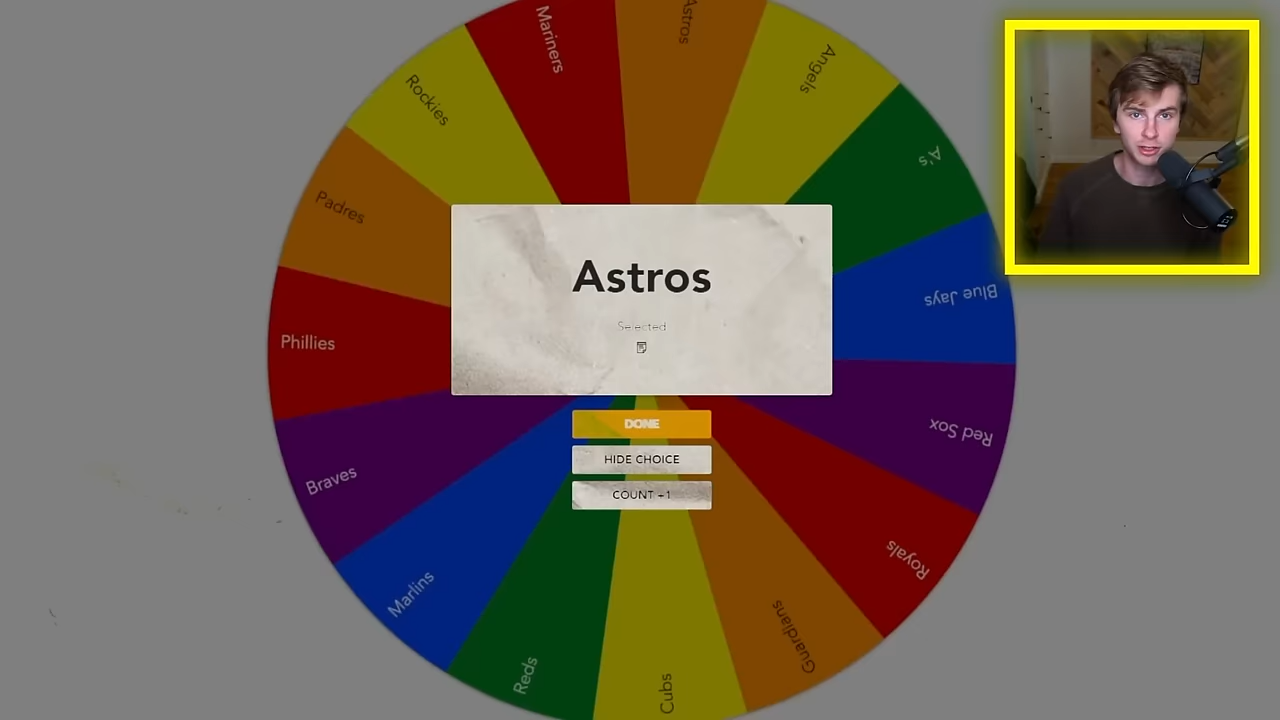 Mariners
Astros
Angels
Rockies
A's
Padres
Astros
Selected
Blue Jays
Phillies
DONE
Red Sox
HIDE CHOICE
Braves
COUNT +1
Royals
Marlins
Guardians
Reds
Cubs